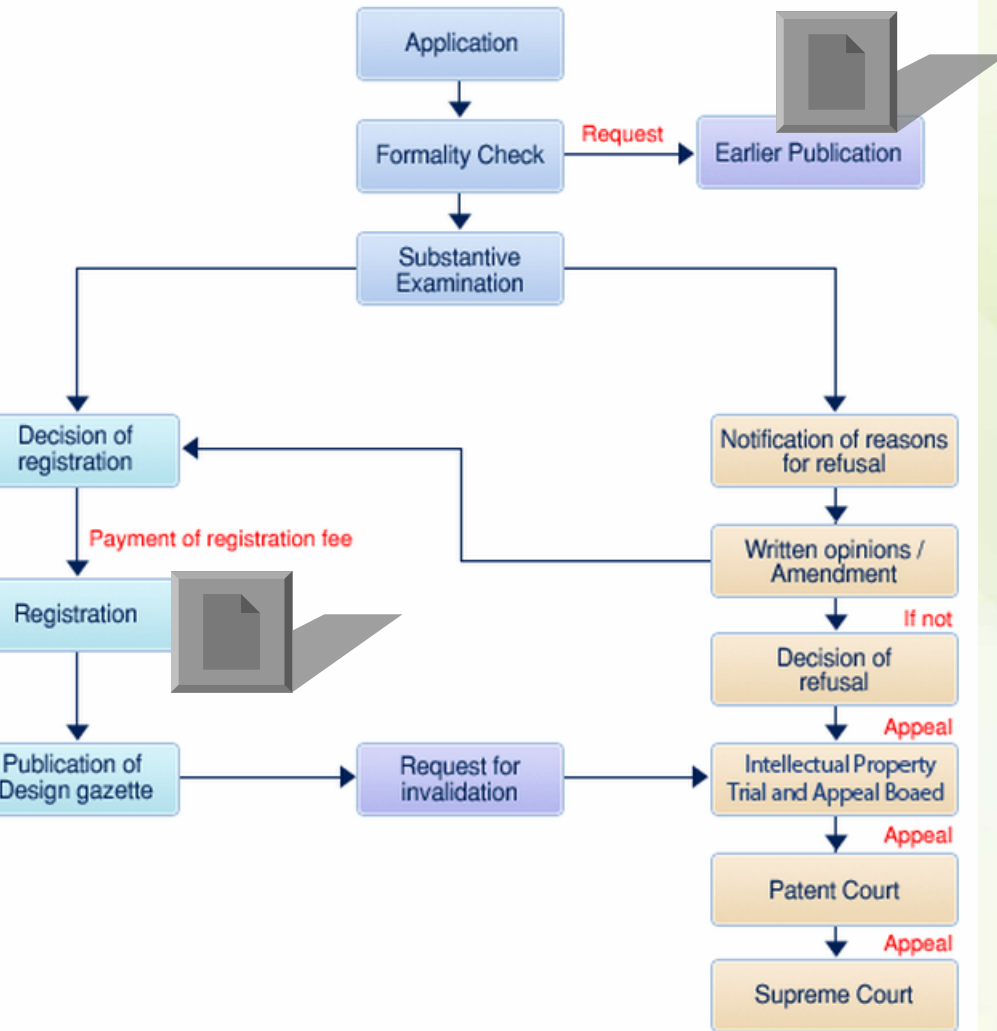 Application
Request
Formality Check
Earlier Publication
Substantive
Examination
Decision of
registration
Notification of reasons
for refusal
Payment of registration fee
Written opinions /
Amendment
Registration
If not
Decision of
refusal
Appeal
Publication of
Design gazette
Request for
invalidation
Intellectual Property
Trial and Appeal Boaed
Appeal
Patent Court
Appeal
Supreme Court